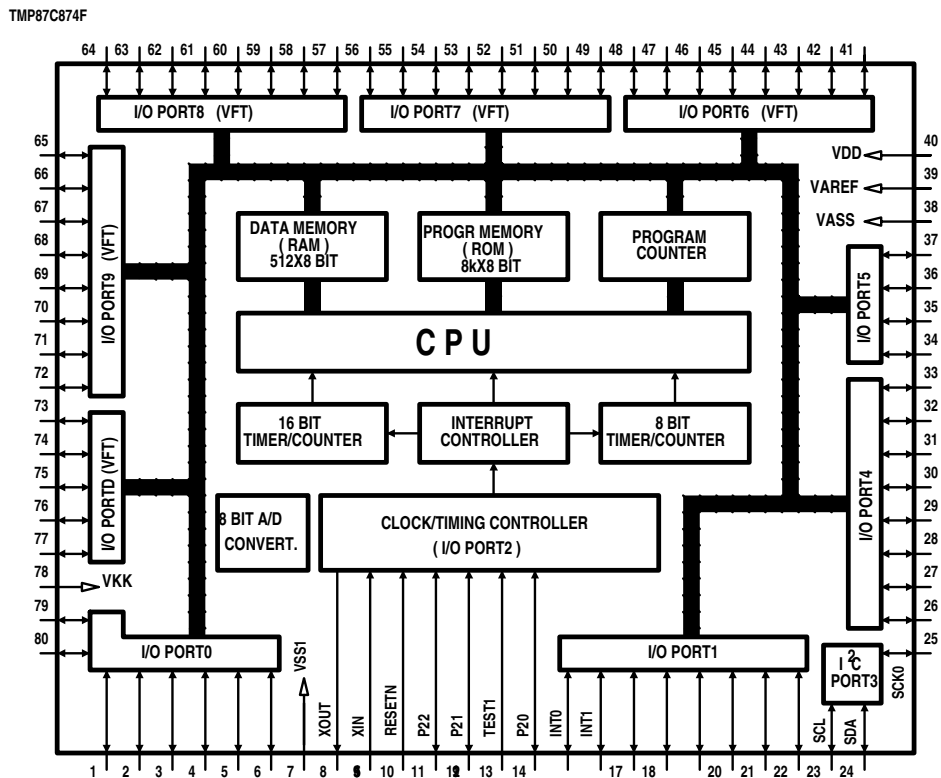 TMP87C874F
64 63 62 61 60 59 58 57 56 55 54 53 52 51 50 49 48 47 46 45 44 43 42 41
I/O PORT8 (VFT)
I/O PORT7 (VFT)
I/O PORT6 (VFT)
65
66
67
68
69
70
71
72
73
74
75
76
77
78
79
80
I/O PORT9 (VFT)
I/O PORTD (VFT)
VKK
DATA MEMORY
( RAM )
512X8 BIT
PROGR MEMORY
( ROM )
8kX8 BIT
PROGRAM
COUNTER
CPU
16 BIT
TIMER/COUNTER
INTERRUPT
CONTROLLER
8 BIT
TIMER/COUNTER
8 BIT A/D
CONVERT.
CLOCK/TIMING CONTROLLER
( I/O PORT2 )
VDD
VAREF
VASS
40
39
38
37
36
35
34
33
32
31
30
29
28
27
26
25
I/O PORT5
I/O PORT4
I/O PORT0
I/O PORT1
I2C
PORT3
VSS1
XOUT
XIN
RESETN
P22
P21
TEST1
P20
INT0
INT1
SCL
SDA
SCK0
1 2 3 4 5 6 7 8 10 11 13 14 17 18 20 21 22 23 24